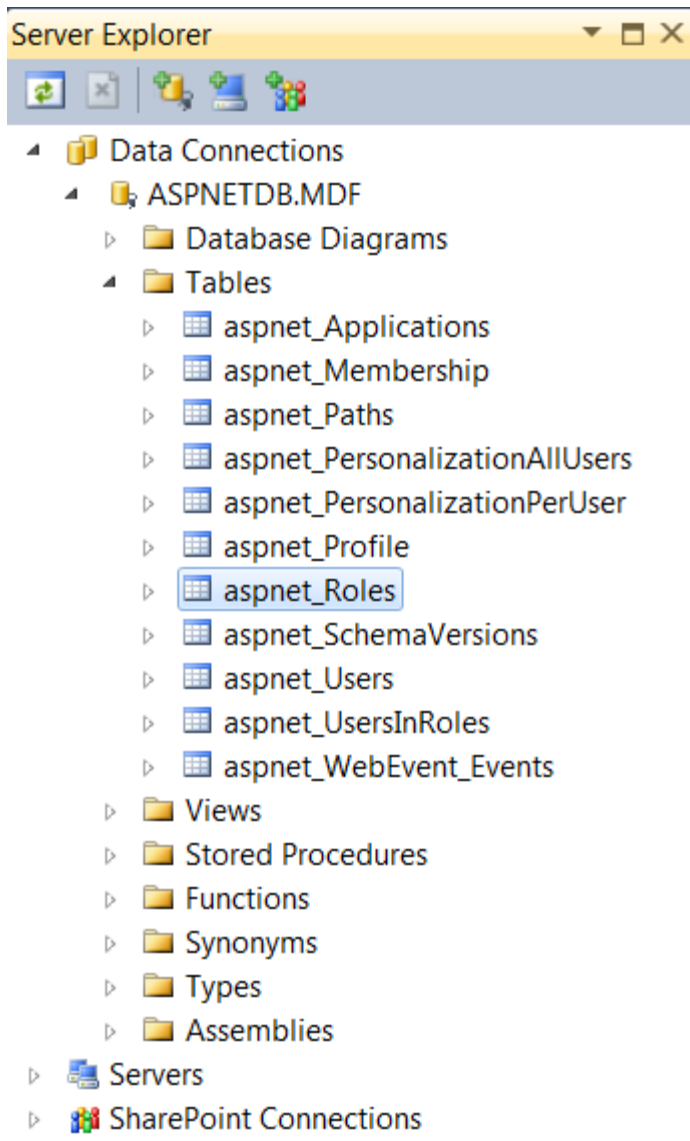 Server Explorer
Data Connections
ASPNETDB.MDF
Database Diagrams
Tables
aspnet_Applications
aspnet_Membership
aspnet_Paths
aspnet_PersonalizationAllUsers
aspnet_PersonalizationPerUser
aspnet_Profile
aspnet_Roles
aspnet_SchemaVersions
aspnet_Users
aspnet_UsersInRoles
aspnet_WebEvent_Events
Views
Stored Procedures
Functions
Synonyms
Types
Assemblies
Servers
SharePoint Connections